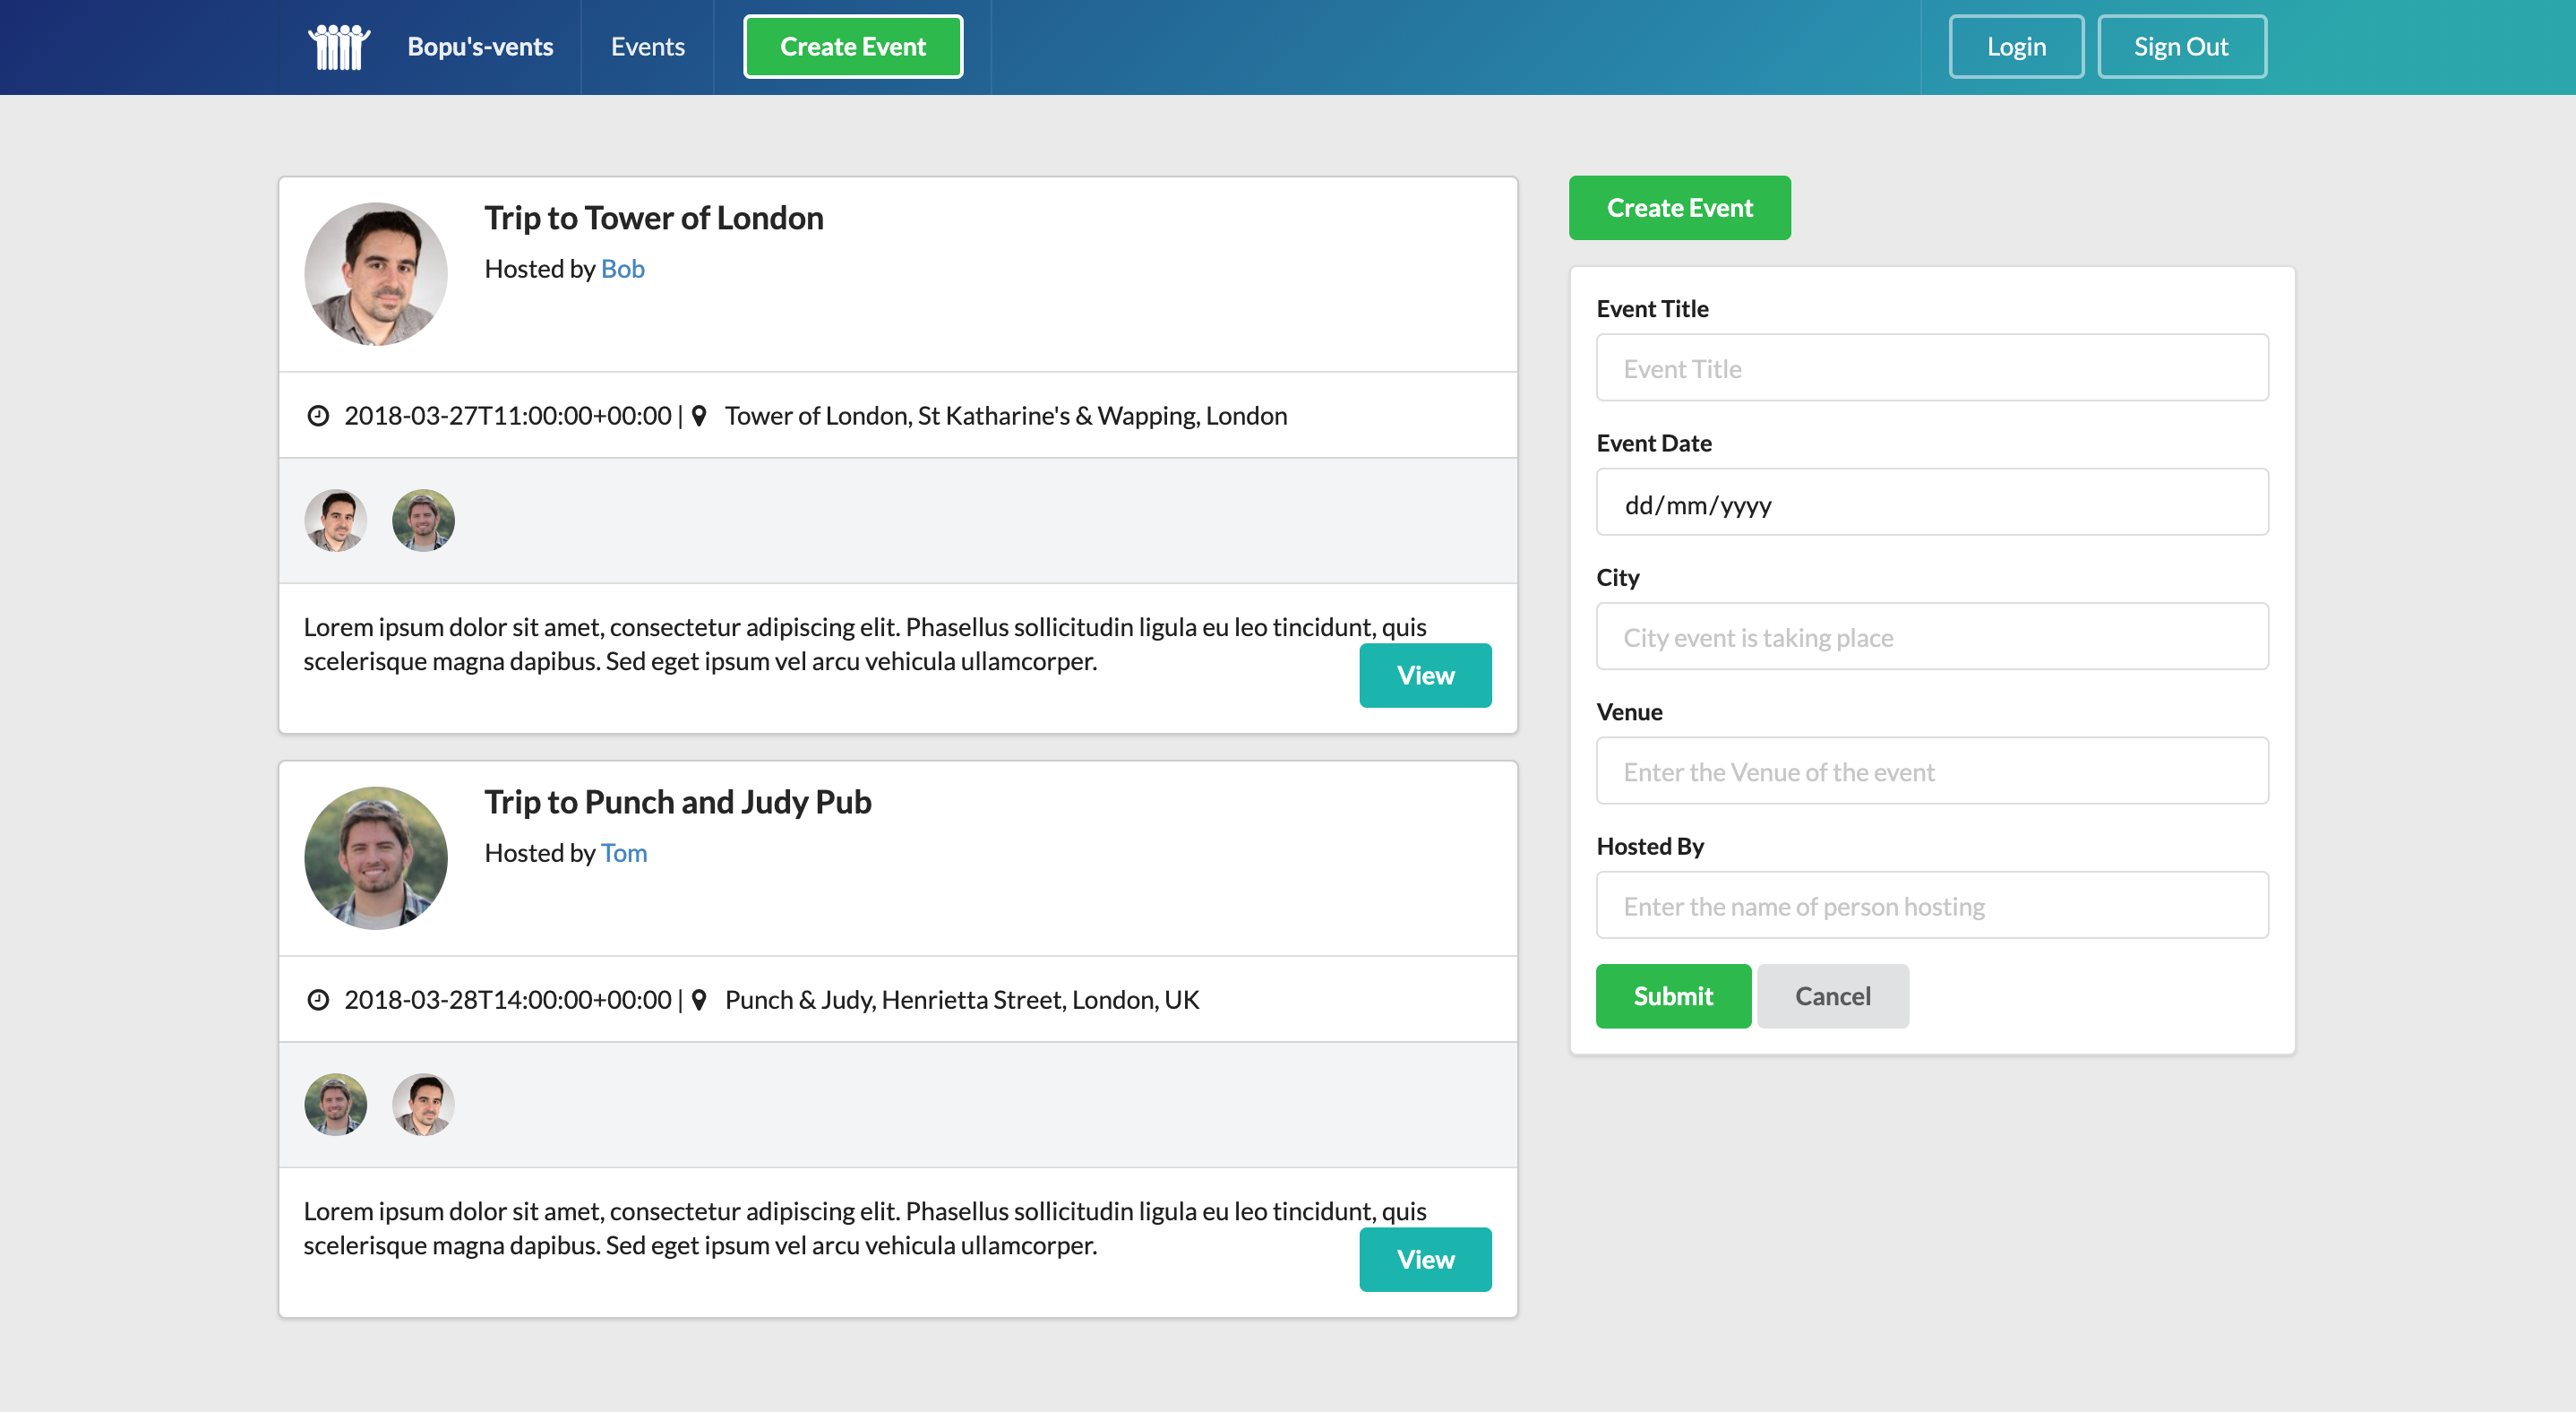 Bopu's-vents
Events
Create Event
Login
Sign Out
Trip to Tower of London
Hosted by Bob
2018-03-27T11:00:00+00:00 | Tower of London, St Katharine's & Wapping, London
Lorem ipsum dolor sit amet, consectetur adipiscing elit. Phasellus sollicitudin ligula eu leo tincidunt, quis
scelerisque magna dapibus. Sed eget ipsum vel arcu vehicula ullamcorper.
View
Trip to Punch and Judy Pub
Hosted by Tom
2018-03-28T14:00:00+00:00 | Punch & Judy, Henrietta Street, London, UK
Lorem ipsum dolor sit amet, consectetur adipiscing elit. Phasellus sollicitudin ligula eu leo tincidunt, quis
scelerisque magna dapibus. Sed eget ipsum vel arcu vehicula ullamcorper.
View
Create Event
Event Title
Event Title
Event Date
dd/mm/yyyy
City
City event is taking place
Venue
Enter the Venue of the event
Hosted By
Enter the name of person hosting
Submit
Cancel